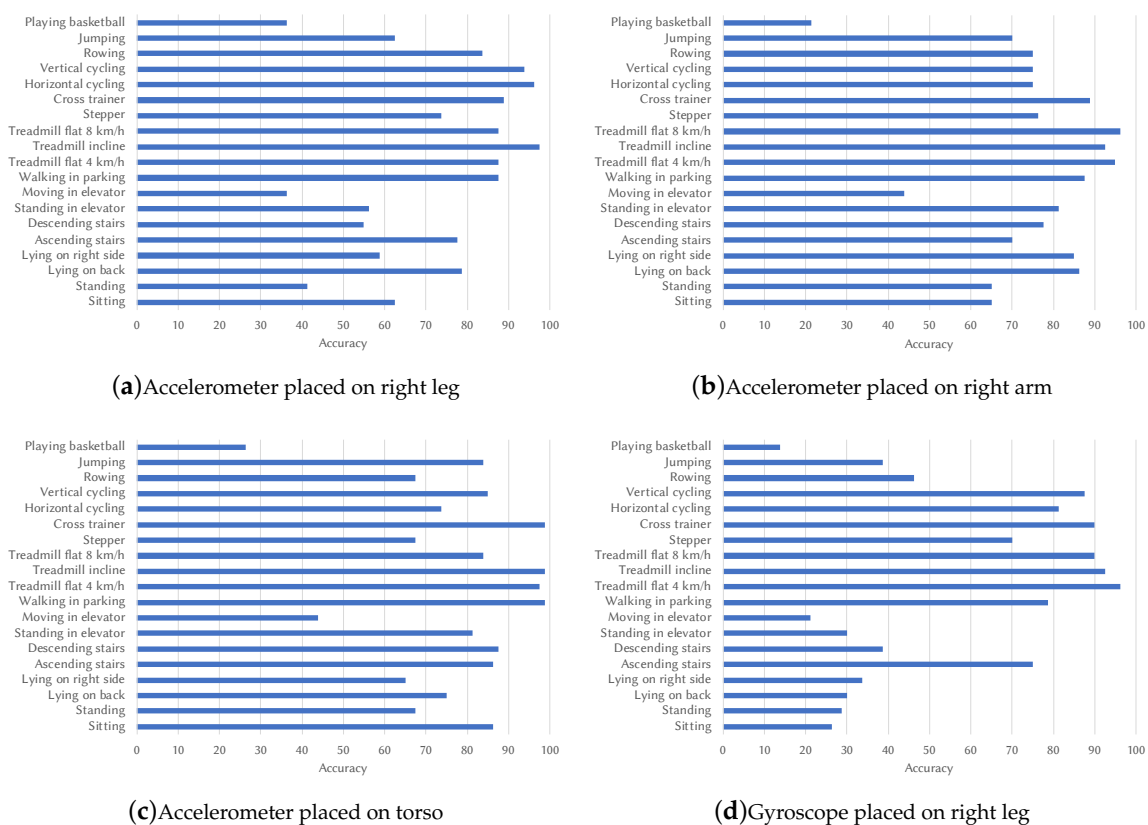 Playing basketball
Jumping
Rowing
Vertical cycling
Horizontal cycling
Cross trainer
Stepper
Treadmill flat 8 km/h
Treadmill incline
Treadmill flat 4 km/h
Walking in parking
Moving in elevator
Standing in elevator
Descending stairs
Ascending stairs
Lying on right side
Lying on back
Standing
Sitting
0 10 20 30 40 50 60 70 80 90 100
Accuracy
(a)Accelerometer placed on right leg
Playing basketball
Jumping
Rowing
Vertical cycling
Horizontal cycling
Cross trainer
Stepper
Treadmill flat 8 km/h
Treadmill incline
Treadmill flat 4 km/h
Walking in parking
Moving in elevator
Standing in elevator
Descending stairs
Ascending stairs
Lying on right side
Lying on back
Standing
Sitting
0 10 20 30 40 50 60 70 80 90 100
Accuracy
(b)Accelerometer placed on right arm
Playing basketball
Jumping
Rowing
Vertical cycling
Horizontal cycling
Cross trainer
Stepper
Treadmill flat 8 km/h
Treadmill incline
Treadmill flat 4 km/h
Walking in parking
Moving in elevator
Standing in elevator
Descending stairs
Ascending stairs
Lying on right side
Lying on back
Standing
Sitting
0 10 20 30 40 50 60 70 80 90 100
Accuracy
(c)Accelerometer placed on torso
Playing basketball
Jumping
Rowing
Vertical cycling
Horizontal cycling
Cross trainer
Stepper
Treadmill flat 8 km/h
Treadmill incline
Treadmill flat 4 km/h
Walking in parking
Moving in elevator
Standing in elevator
Descending stairs
Ascending stairs
Lying on right side
Lying on back
Standing
Sitting
0 10 20 30 40 50 60 70 80 90 100
Accuracy
(d)Gyroscope placed on right leg